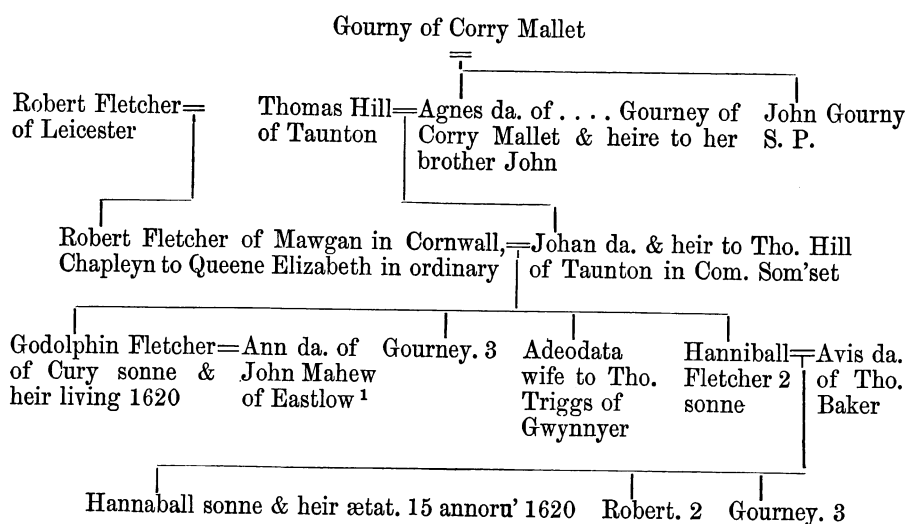 Gourny of Corry Mallet
Robert Fletcher=
of Leicester
Thomas Hill=
of Taunton
Agnes da. of . . . . Gourney of
Corry Mallet & heire to her
brother John
John Gourny
S. P.
Robert Fletcher of Mawgan in Cornwall,=
Chapleyn to Queene Elizabeth in ordinary
Johan da. & heir to Tho. Hill
of Taunton in Com. Som'set
Godolphin Fletcher=
of Cury sonne &
heir living 1620
Ann da. of
John Mahew
of Eastlow ¹
Gourney. 3
Adeodata
wife to Tho.
Triggs of
Gwynnyer
Hanniball=
Fletcher 2
sonne
Avis da.
of Tho.
Baker
Hannaball sonne & heir ætat. 15 annoru' 1620
Robert. 2
Gourney. 3